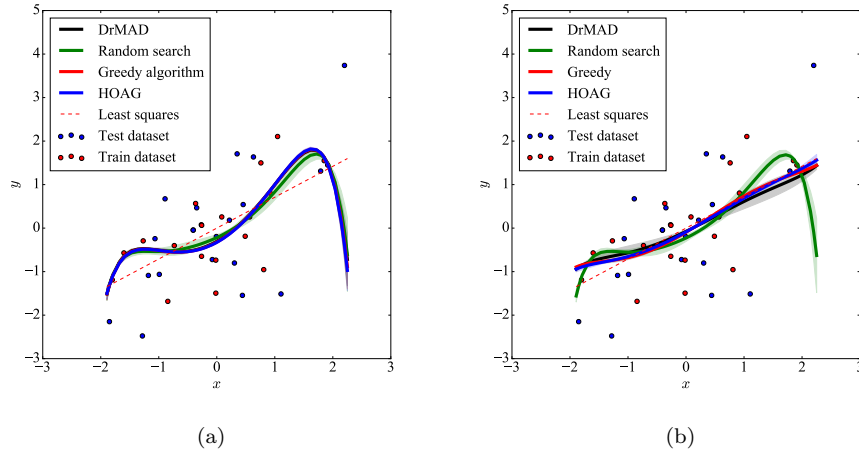 5
4
3
2
1
0
−1
−2
−3
y
−3 −2 −1 0 1 2 3
x
DrMAD
Random search
Greedy algorithm
HOAG
Least squares
Test dataset
Train dataset
(a)
5
4
3
2
1
0
−1
−2
−3
y
−3 −2 −1 0 1 2 3
x
DrMAD
Random search
Greedy
HOAG
Least squares
Test dataset
Train dataset
(b)